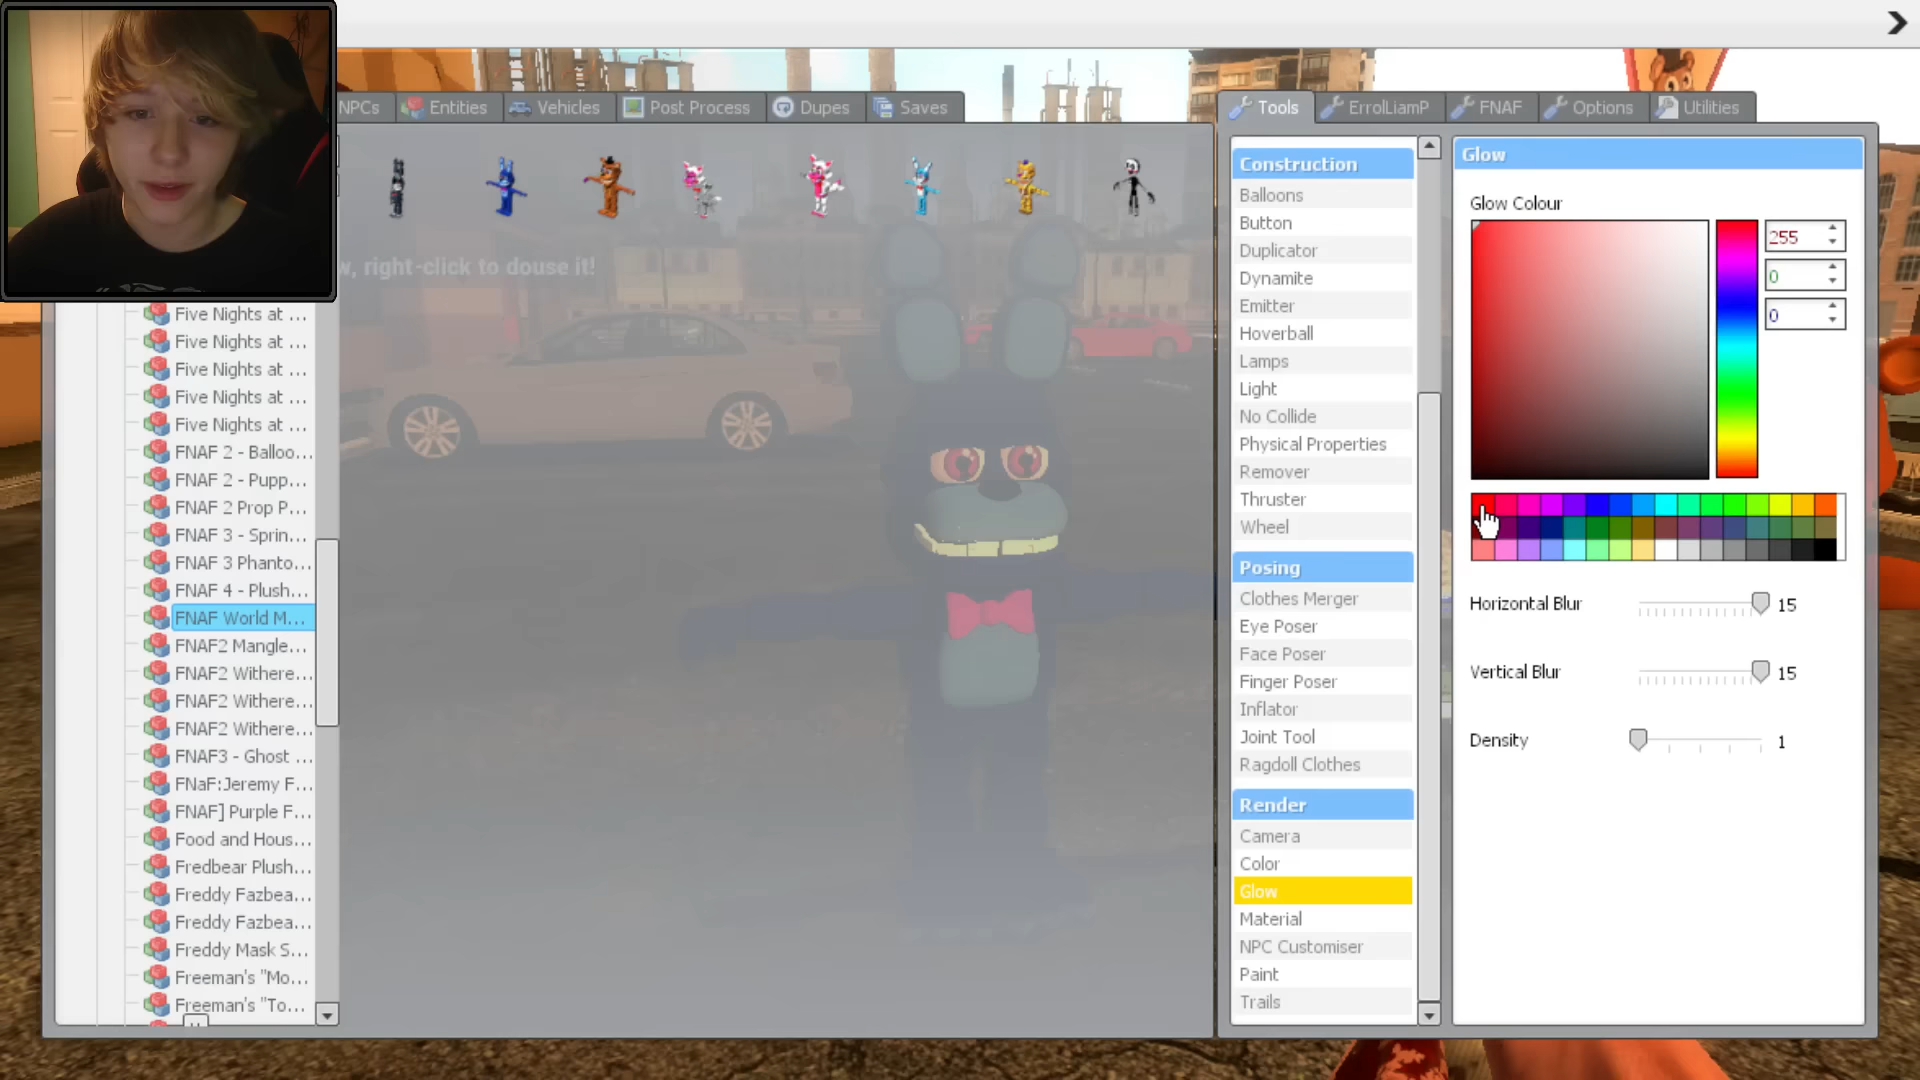 NPCs
Entities
Vehicles
Post Process
Dupes
Saves
Tools
ErrolLiamP
FNAF
Options
Utilities
right-click to douse it!
Five Nights at ...
Five Nights at ...
Five Nights at ...
Five Nights at ...
Five Nights at ...
FNAF 2 - Balloo...
FNAF 2 - Pupp...
FNAF 2 Prop P...
FNAF 3 - Sprin...
FNAF 3 Phanto...
FNAF 4 - Plush...
FNAF World M...
FNAF2 Mangle...
FNAF2 Withere...
FNAF2 Withere...
FNAF2 Withere...
FNAF3 - Ghost ...
FNaF:Jeremy F...
FNAF] Purple F...
Food and Hous...
Fredbear Plush...
Freddy Fazbea...
Freddy Fazbea...
Freddy Mask S...
Freeman's "Mo...
Freeman's "To...
Construction
Balloons
Button
Duplicator
Dynamite
Emitter
Hoverball
Lamps
Light
No Collide
Physical Properties
Remover
Thruster
Wheel
Posing
Clothes Merger
Eye Poser
Face Poser
Finger Poser
Inflator
Joint Tool
Ragdoll Clothes
Render
Camera
Color
Glow
Material
NPC Customiser
Paint
Trails
Glow
Glow Colour
255
0
0
Horizontal Blur 15
Vertical Blur 15
Density 1